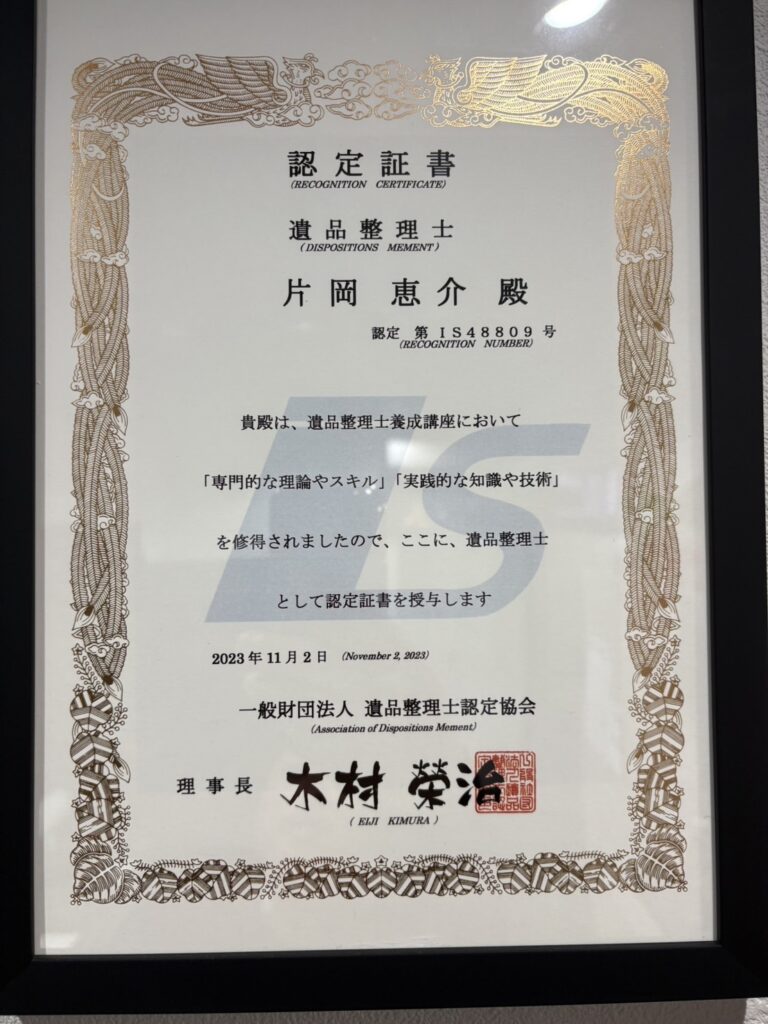 認定証書
(RECOGNITION CERTIFICATE)
遺品整理士
(DISPOSITIONS MEMENT)
片岡 恵介 殿
認定 第 IS48809 号
(RECOGNITION NUMBER)
貴殿は、遺品整理士養成講座において
「専門的な理論やスキル」「実践的な知識や技術」
を修得されましたので、ここに、遺品整理士
として認定証書を授与します
IS
2023年11月2日 (November 2, 2023)
一般財団法人 遺品整理士認定協会
(Association of Dispositions Mement)
理事長 木村 榮治
( EIJI KIMURA )